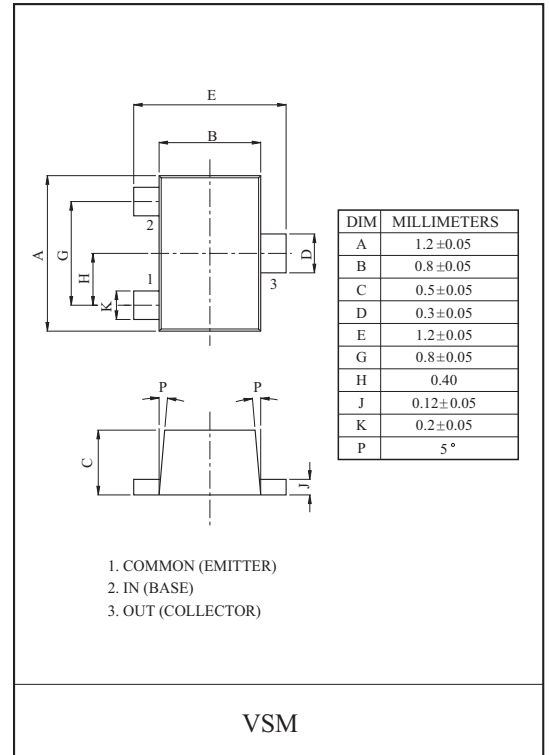 E
B
A
G
H
K
D
2
1
3
DIM MILLIMETERS
A 1.2±0.05
B 0.8±0.05
C 0.5±0.05
D 0.3±0.05
E 1.2±0.05
G 0.8±0.05
H 0.40
J 0.12±0.05
K 0.2±0.05
P 5°
P P
C
J
1. COMMON (EMITTER)
2. IN (BASE)
3. OUT (COLLECTOR)
VSM